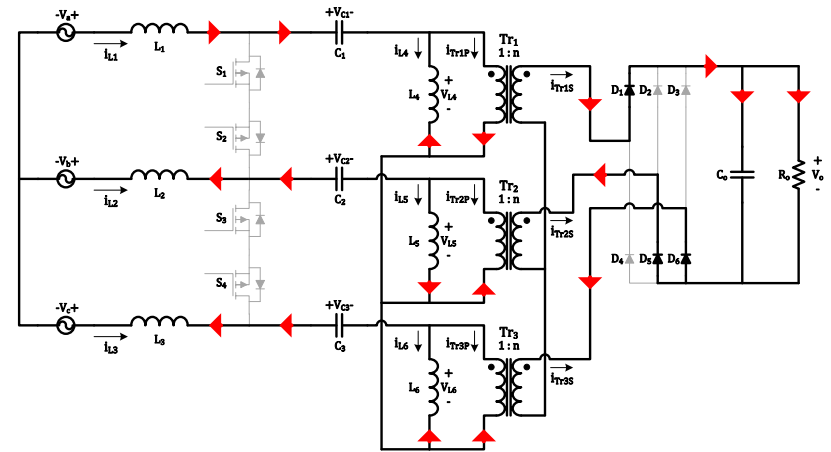 -Va+
iL1
L1
S1
+VC1-
C1
iL4
iTr1P
Tr1
1:n
L4
+
VL4
-
iTr1S
D1
D2
D3
S2
-Vb+
iL2
L2
+VC2-
C2
iL5
iTr2P
Tr2
1:n
L5
+
VL5
-
iTr2S
Co
Ro
+
Vo
-
S3
S4
D4
D5
D6
-Vc+
iL3
L3
+VC3-
C3
iL6
iTr3P
Tr3
1:n
L6
+
VL6
-
iTr3S